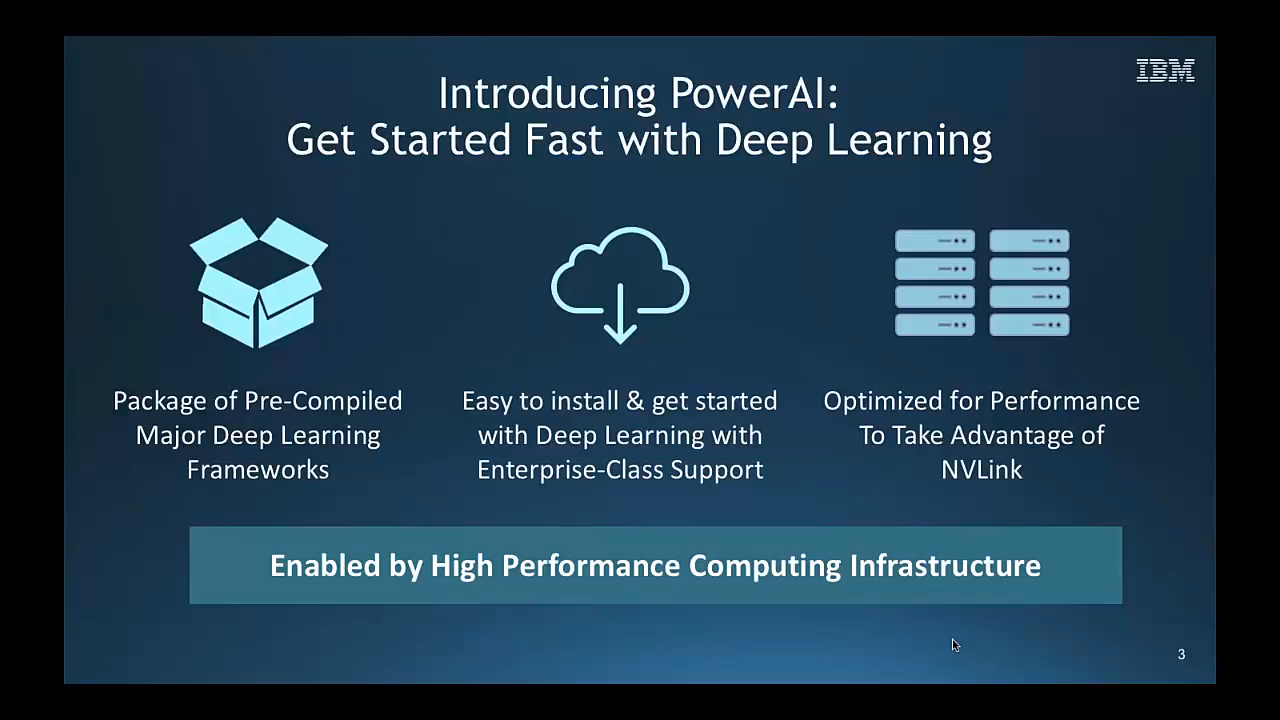 IBM
Introducing PowerAI:
Get Started Fast with Deep Learning
Package of Pre-Compiled
Major Deep Learning
Frameworks
Easy to install & get started
with Deep Learning with
Enterprise-Class Support
Optimized for Performance
To Take Advantage of
NVLink
Enabled by High Performance Computing Infrastructure
3